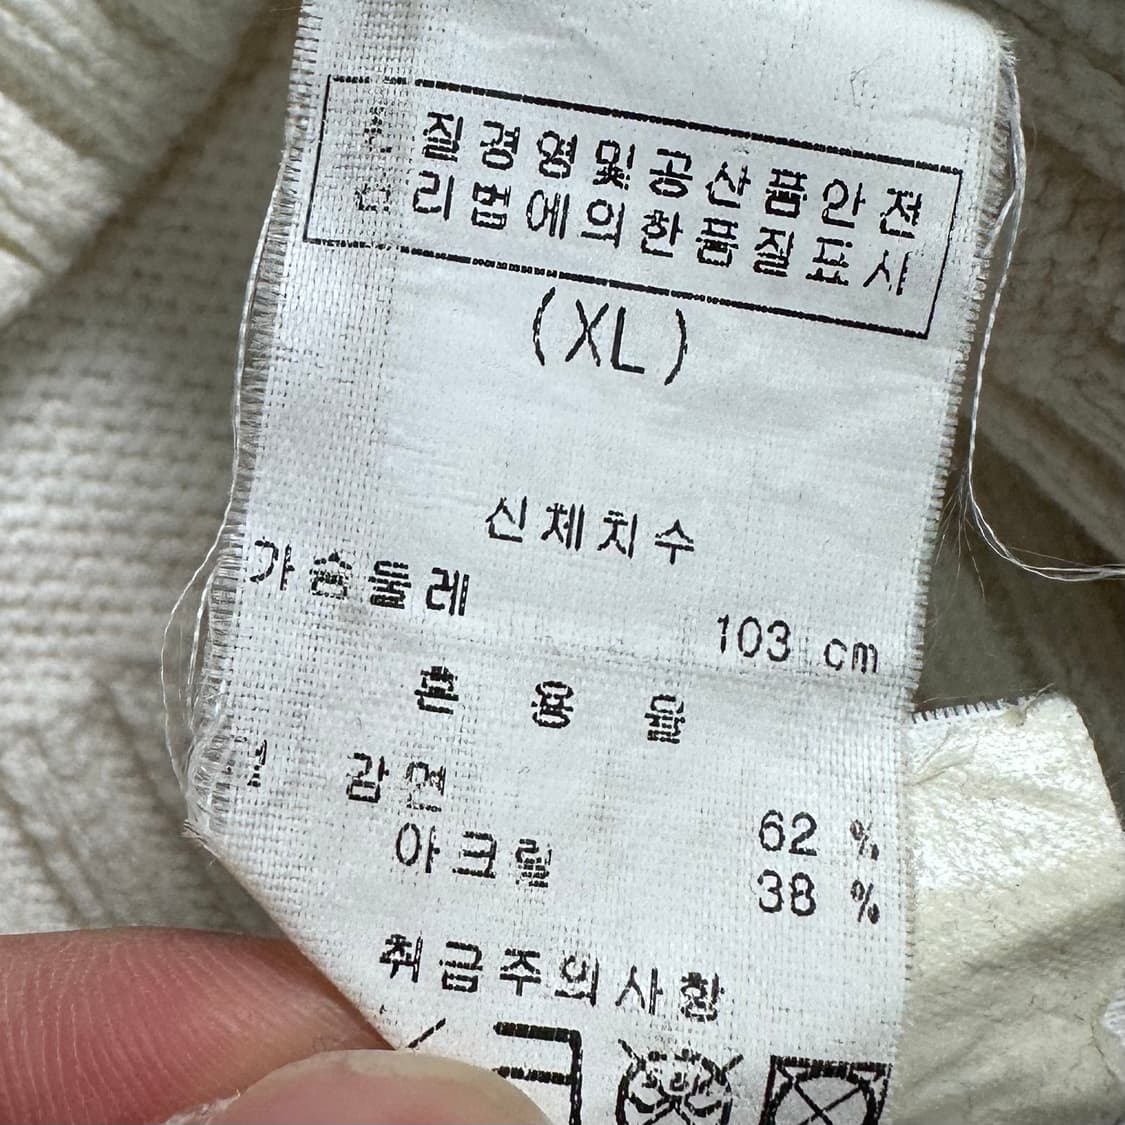 질경영및공산품안전
리법에의한품질표시
(XL)
신체치수
가슴둘레
103 cm
혼 용 율
겉 감 면
62 %
아크릴
38 %
취급주의사항